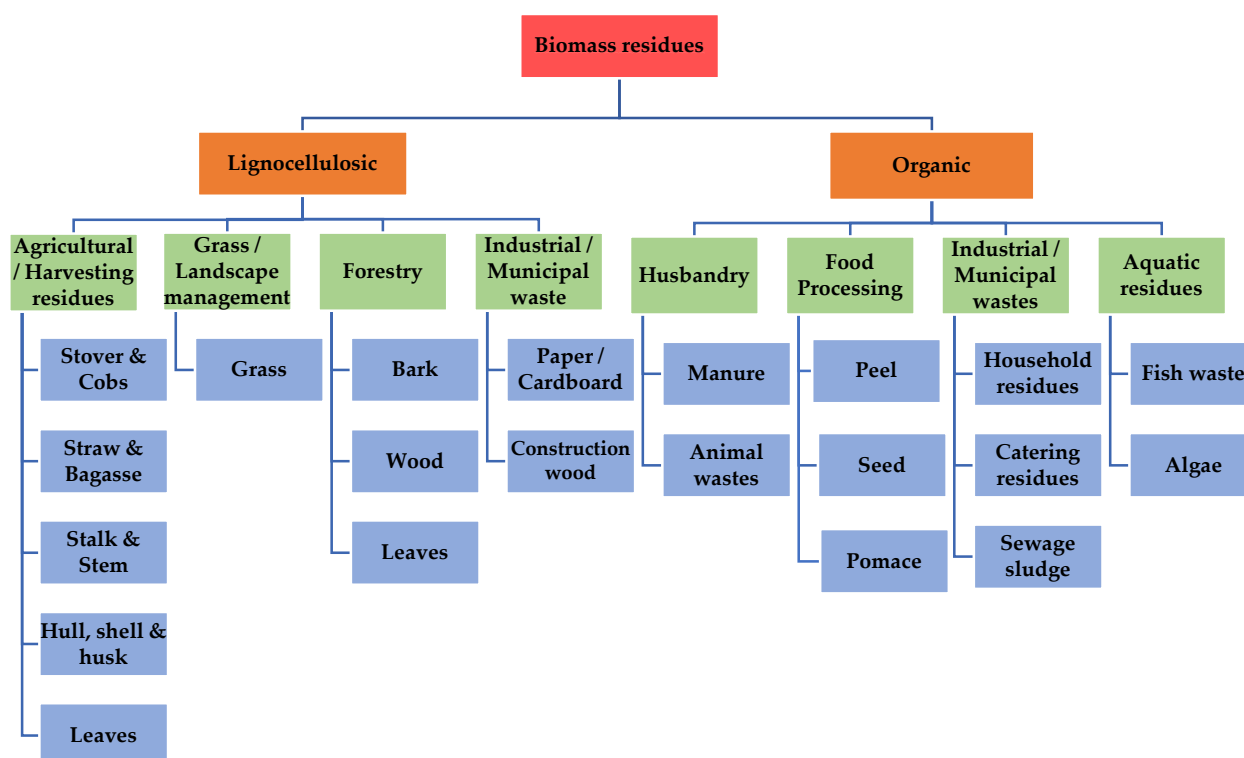 Biomass residues
Lignocellulosic
Organic
Agricultural
/ Harvesting
residues
Grass /
Landscape
management
Forestry
Industrial /
Municipal
waste
Husbandry
Food
Processing
Industrial /
Municipal
wastes
Aquatic
residues
Stover &
Cobs
Straw &
Bagasse
Stalk &
Stem
Hull, shell &
husk
Leaves
Grass
Bark
Wood
Leaves
Paper /
Cardboard
Construction
wood
Manure
Animal
wastes
Peel
Seed
Pomace
Household
residues
Catering
residues
Sewage
sludge
Fish waste
Algae